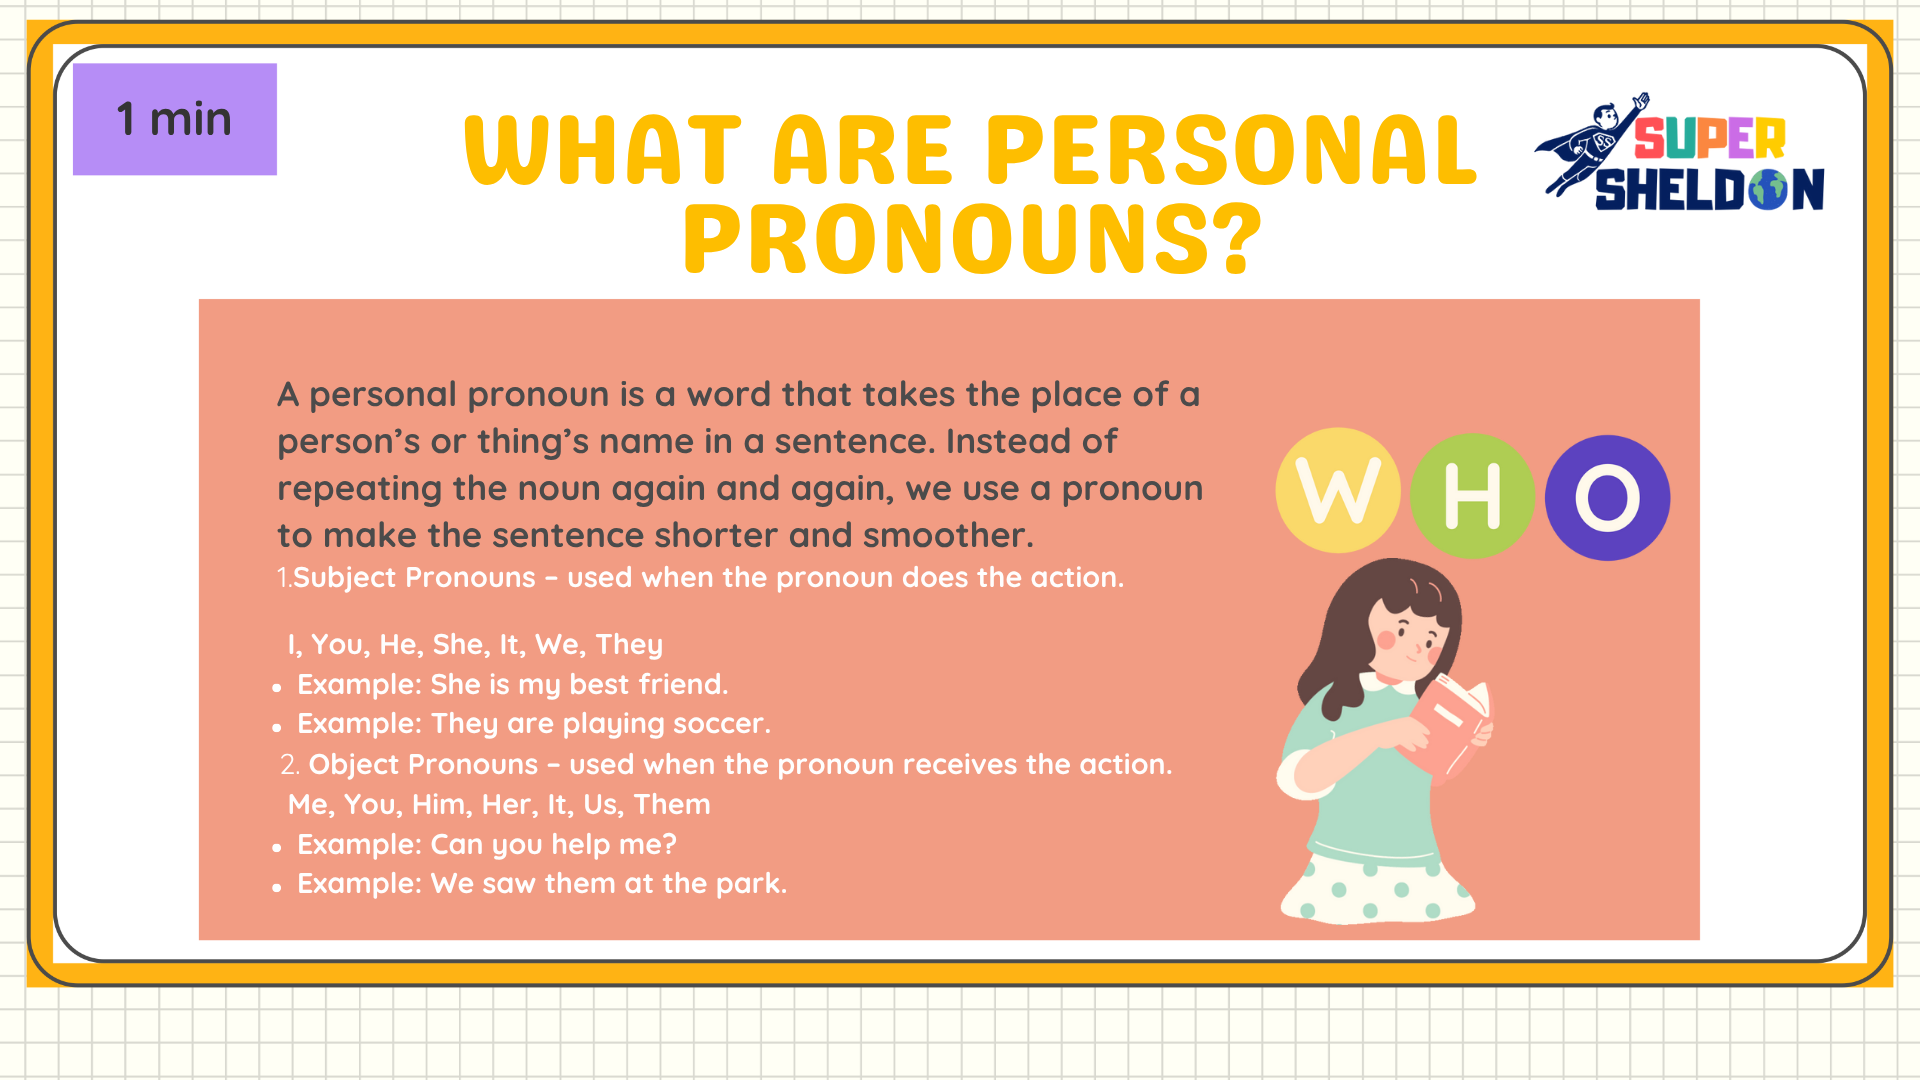 1 min
WHAT ARE PERSONAL
PRONOUNS?
SUPER
SHELDON
A personal pronoun is a word that takes the place of a
person’s or thing’s name in a sentence. Instead of
repeating the noun again and again, we use a pronoun
to make the sentence shorter and smoother.
1.Subject Pronouns – used when the pronoun does the action.
I, You, He, She, It, We, They
• Example: She is my best friend.
• Example: They are playing soccer.
2. Object Pronouns – used when the pronoun receives the action.
Me, You, Him, Her, It, Us, Them
• Example: Can you help me?
• Example: We saw them at the park.
WHO